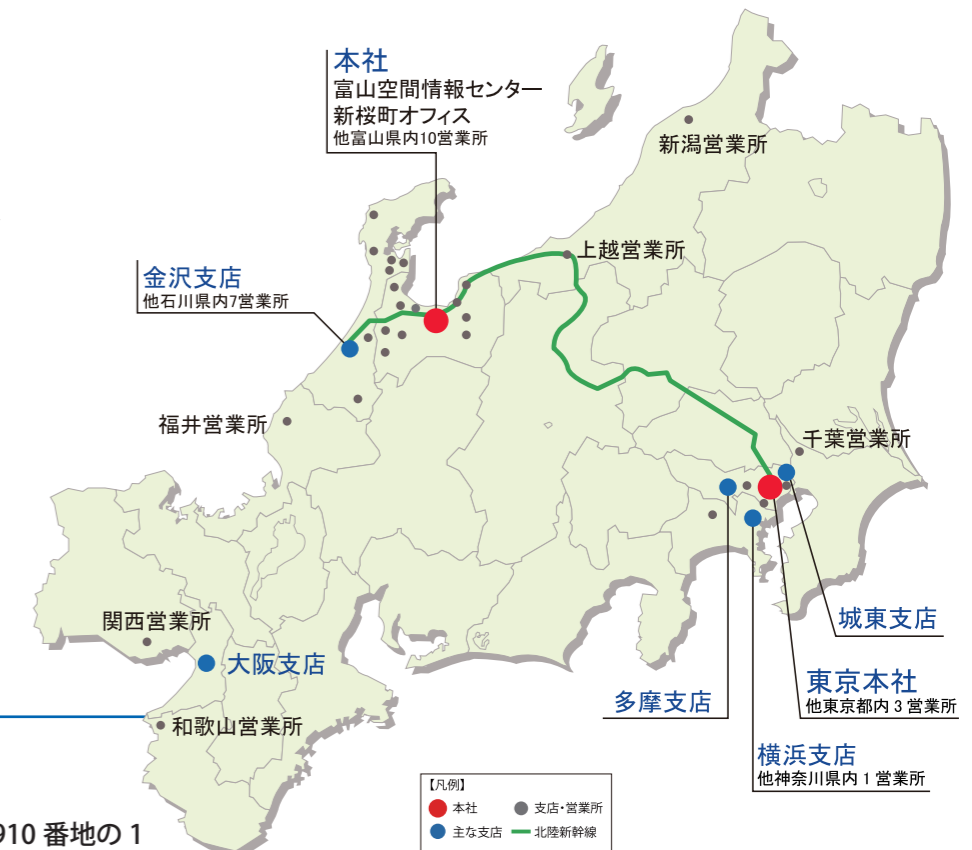 本社
富山空間情報センター
新桜町オフィス
他富山県内10営業所
新潟営業所
上越営業所
金沢支店
他石川県内7営業所
福井営業所
千葉営業所
関西営業所
大阪支店
和歌山営業所
城東支店
多摩支店
東京本社
他東京都内3営業所
横浜支店
他神奈川県内1営業所
【凡例】
本社 支店・営業所
主な支店 北陸新幹線
910番地の1